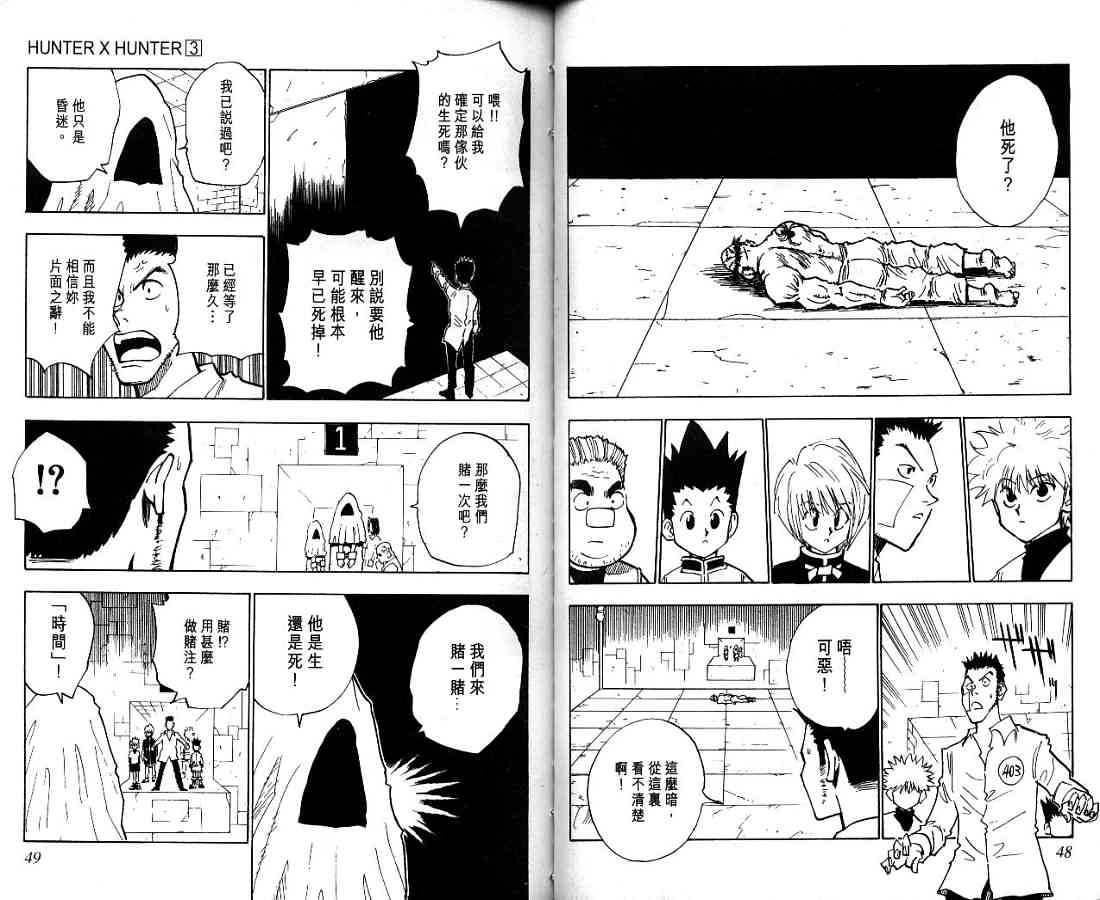 他死了?
唔~~
可惡!
這麼暗,
從這裏
看不清楚
啊!
403
48
HUNTER X HUNTER 3
喂!!
可以給我
確定那傢伙
的生死嗎?
別說要他
醒來,
可能根本
早已死掉!
我已說過吧?
他只是
昏迷。
已經等了
那麼久…
而且我不能
相信妳
片面之辭!
那麼我們
賭一次吧?
1
!?
我們來
賭一賭…
他是生
還是死!
賭!?
用甚麼
做賭注?
「時間」!
49